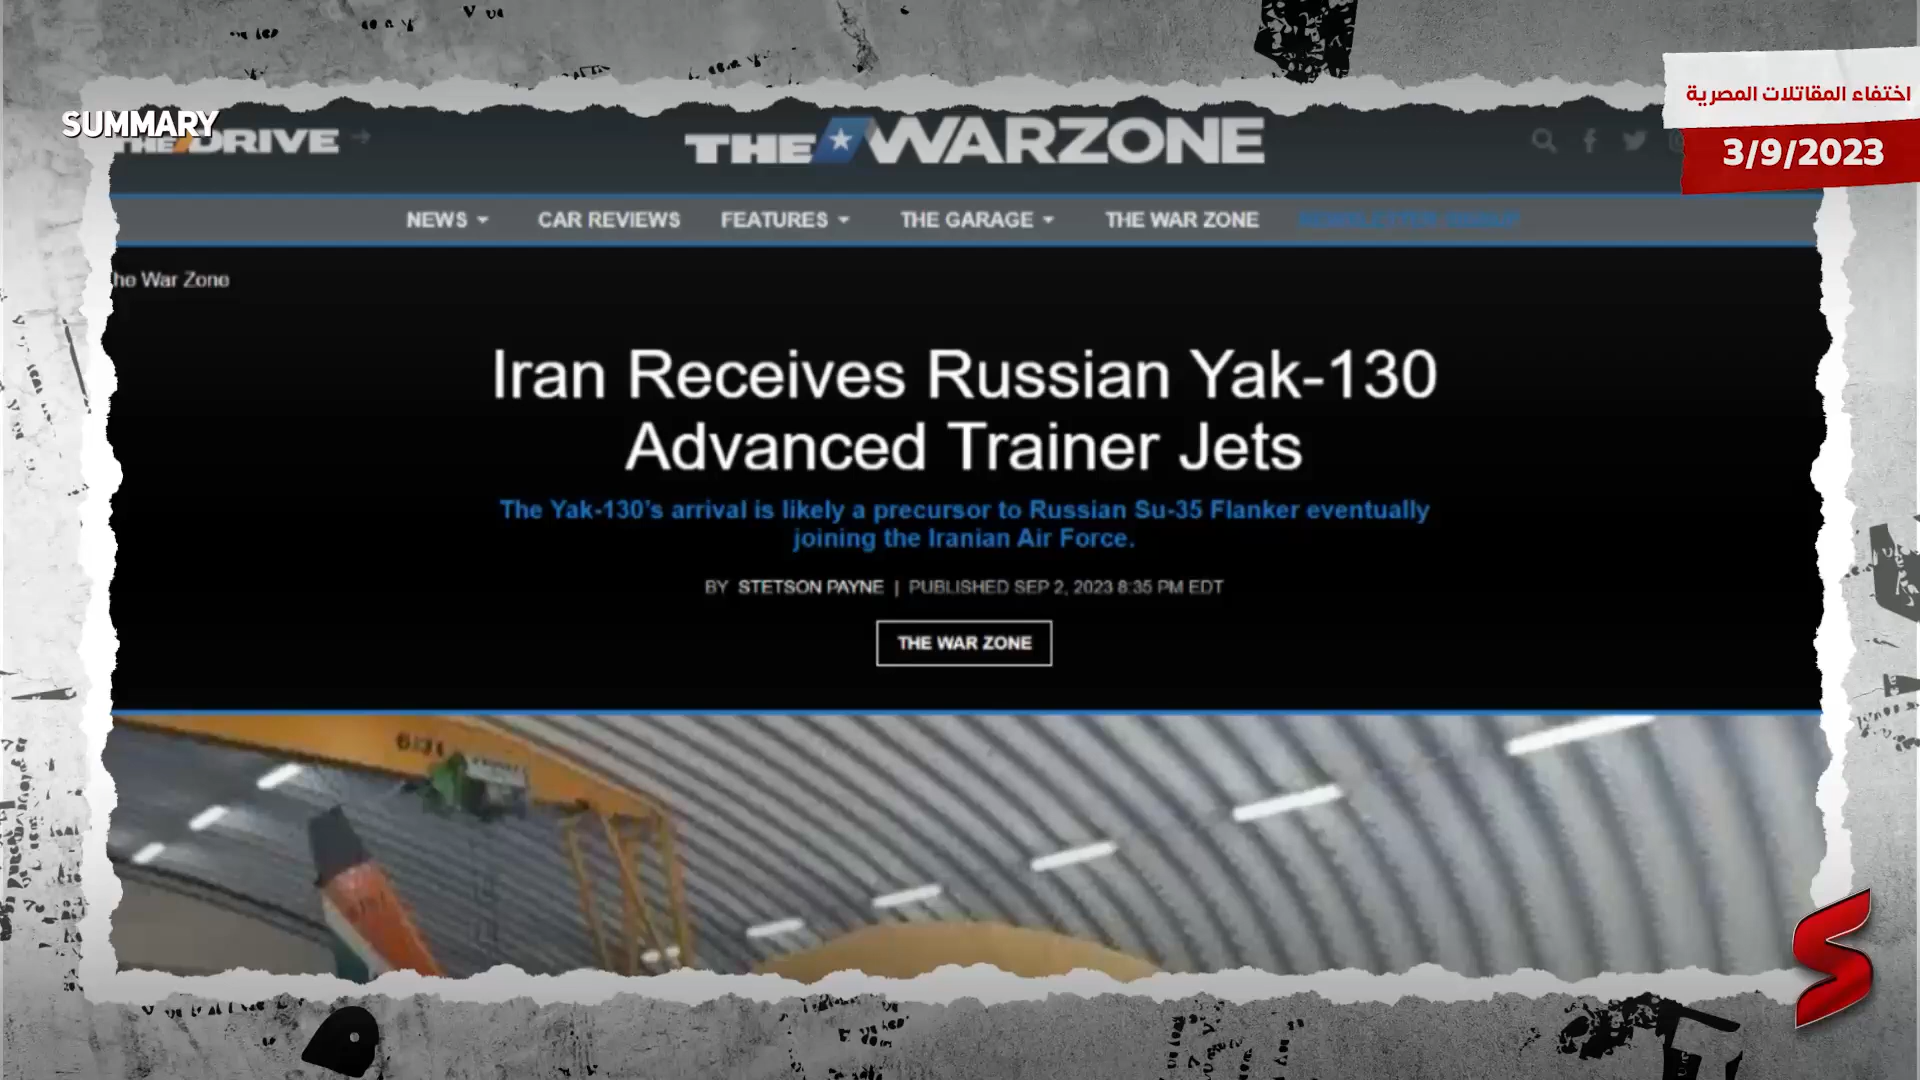 SUMMARY
THE DRIVE
THE WARZONE
اختفاء المقاتلات المصرية
3/9/2023
NEWS
CAR REVIEWS
FEATURES
THE GARAGE
THE WAR ZONE
NEWSLETTER SIGNUP
he War Zone
Iran Receives Russian Yak-130
Advanced Trainer Jets
The Yak-130's arrival is likely a precursor to Russian Su-35 Flanker eventually
joining the Iranian Air Force.
BY STETSON PAYNE | PUBLISHED SEP 2, 2023 8:35 PM EDT
THE WAR ZONE